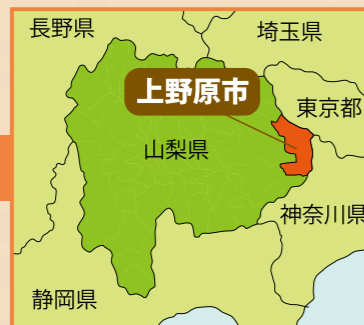 長野県
埼玉県
上野原市
東京都
山梨県
神奈川県
静岡県